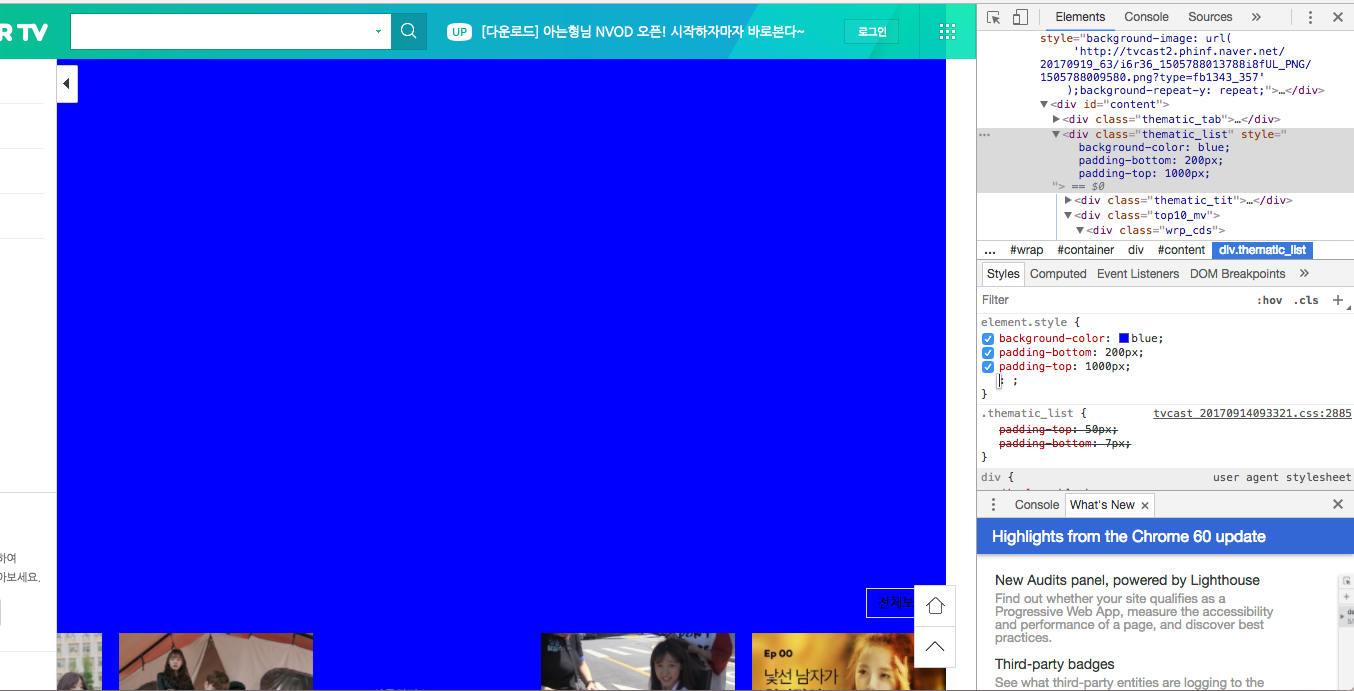 R TV
UP [다운로드] 아는형님 NVOD 오픈! 시작하자마자 바로본다~
로그인
하여
아보세요.
Ep 00
낯선 남자가
Elements Console Sources »
style="background-image: url(
'http://tvcast2.phinf.naver.net/
20170919_63/i6r36_1505788013788i8fUL_PNG/
1505788009580.png?type=fb1343_357'
);background-repeat-y: repeat;">…</div>
▼<div id="content">
▶<div class="thematic_tab">…</div>
… ▼<div class="thematic_list" style="
background-color: blue;
padding-bottom: 200px;
padding-top: 1000px;
"> == $0
▶<div class="thematic_tit">…</div>
▼<div class="top10_mv">
▼<div class="wrp_cds">
... #wrap #container div #content div.thematic_list
Styles Computed Event Listeners DOM Breakpoints »
Filter :hov .cls +
element.style {
background-color: blue;
padding-bottom: 200px;
padding-top: 1000px;
: ;
}
.thematic_list { tvcast_20170914093321.css:2885
padding-top: 50px;
padding-bottom: 7px;
}
div { user agent stylesheet
Console What's New ×
Highlights from the Chrome 60 update
New Audits panel, powered by Lighthouse
Find out whether your site qualifies as a
Progressive Web App, measure the accessibility
and performance of a page, and discover best
practices.
Third-party badges
See what third-party entities are logging to the